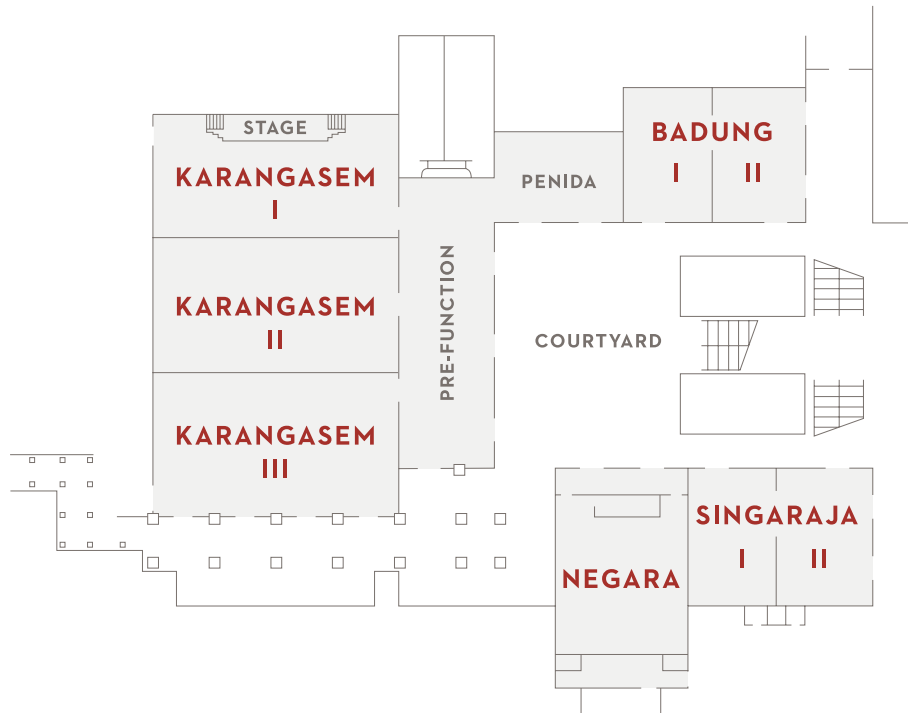 STAGE
KARANGASEM
I
KARANGASEM
II
KARANGASEM
III
PRE-FUNCTION
PENIDA
BADUNG
I II
COURTYARD
NEGARA
SINGARAJA
I II